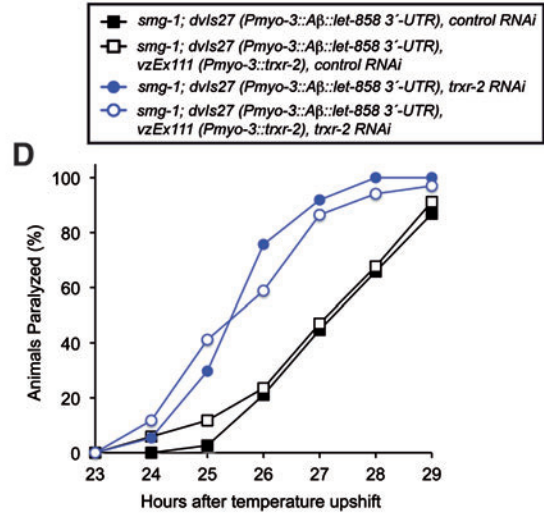 smg-1; dvIs27 (Pmyo-3::Aβ::let-858 3´-UTR), control RNAi
smg-1; dvIs27 (Pmyo-3::Aβ::let-858 3´-UTR),
vzEx111 (Pmyo-3::trxr-2), control RNAi
smg-1; dvIs27 (Pmyo-3::Aβ::let-858 3´-UTR), trxr-2 RNAi
smg-1; dvIs27 (Pmyo-3::Aβ::let-858 3´-UTR),
vzEx111 (Pmyo-3::trxr-2), trxr-2 RNAi
D
Animals Paralyzed (%)
100
80
60
40
20
0
23 24 25 26 27 28 29
Hours after temperature upshift